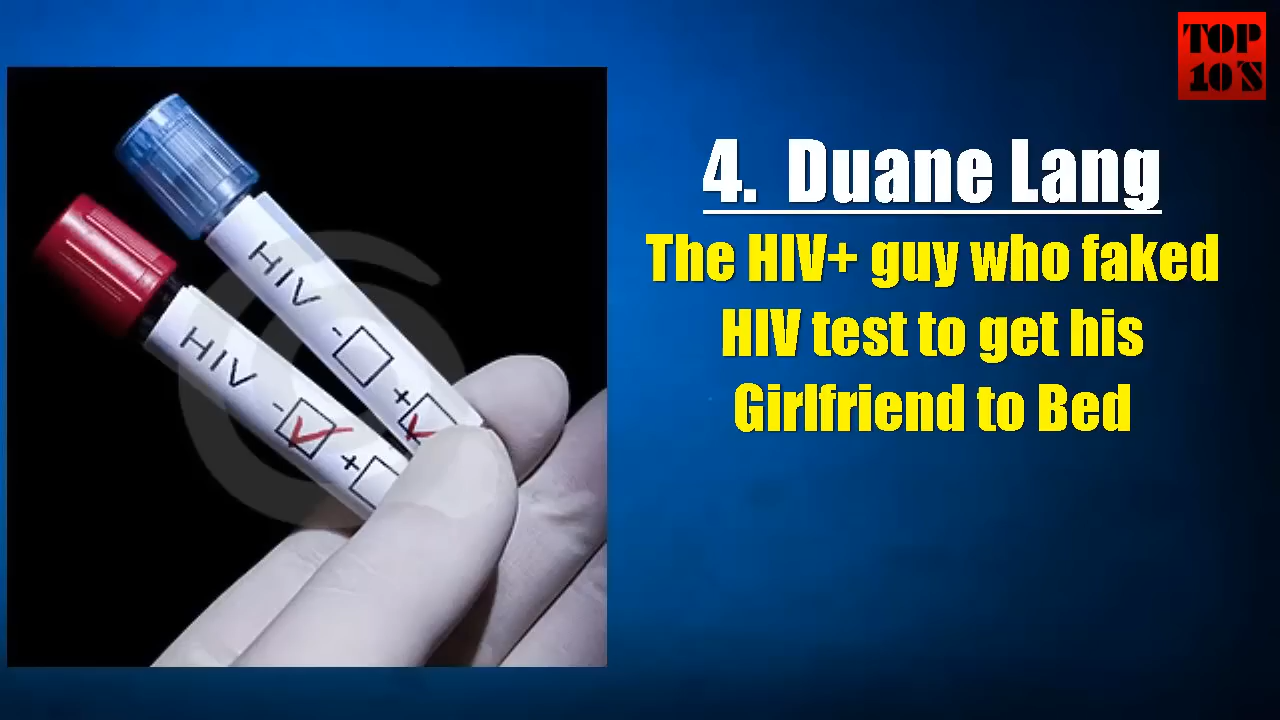 TOP
10'S
4. Duane Lang
The HIV+ guy who faked
HIV test to get his
Girlfriend to Bed
HIV
-
+
HIV
-
+